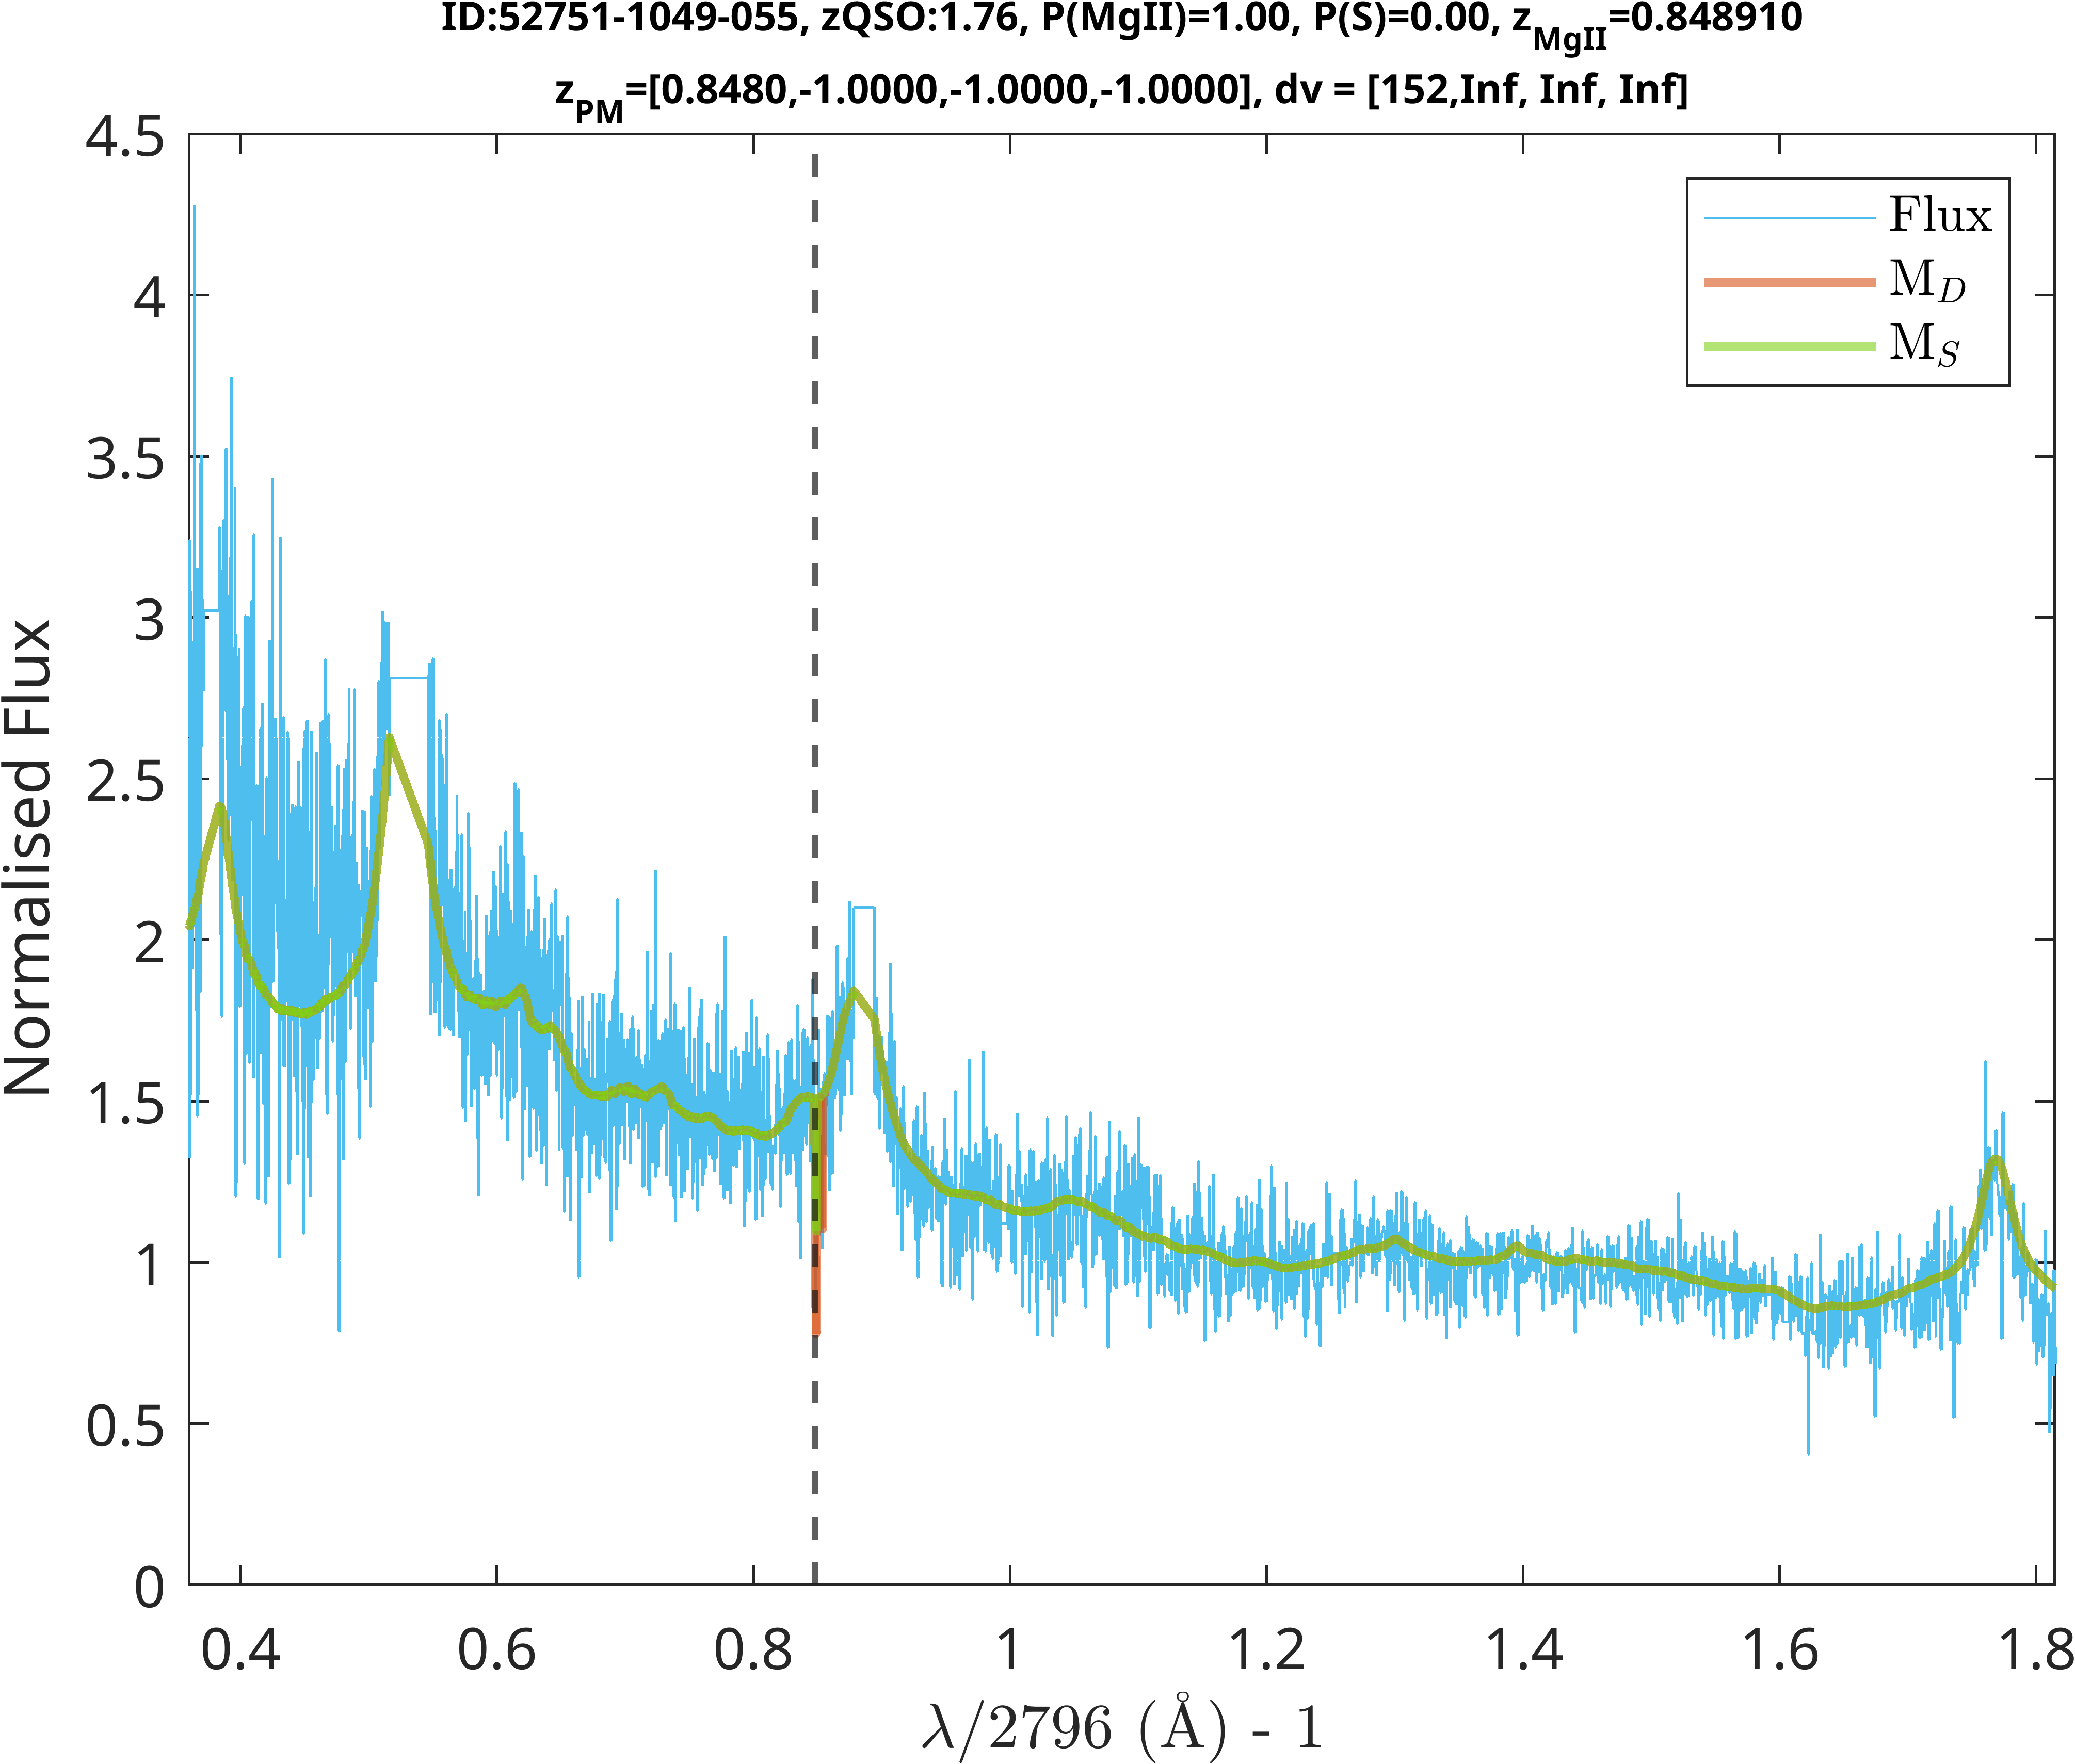 ID:52751-1049-055, zQSO:1.76, P(MgII)=1.00, P(S)=0.00, zMgII=0.848910
zPM=[0.8480,-1.0000,-1.0000,-1.0000], dv = [152,Inf, Inf, Inf]
4.5
4
3.5
3
2.5
2
1.5
1
0.5
0
Normalised Flux
Flux
MD
MS
0.4 0.6 0.8 1 1.2 1.4 1.6 1.8
λ/2796 (Å) - 1